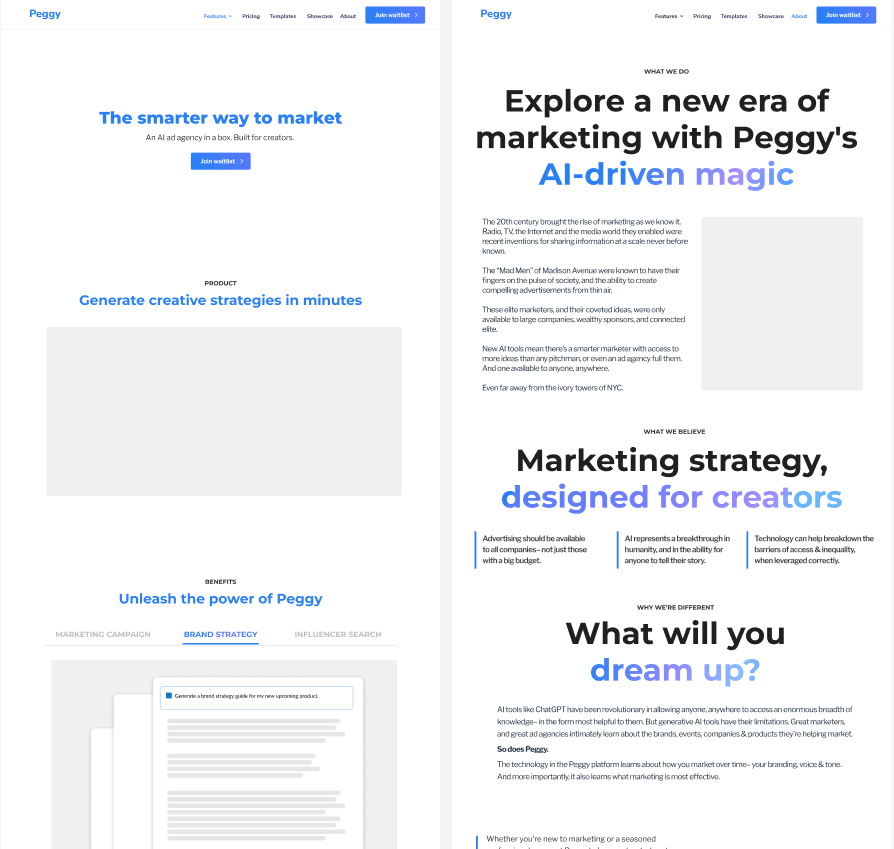 Peggy
Features
Pricing
Templates
Showcase
About
Join waitlist
The smarter way to market
An AI ad agency in a box. Built for creators.
Join waitlist
PRODUCT
Generate creative strategies in minutes
BENEFITS
Unleash the power of Peggy
MARKETING CAMPAIGN
BRAND STRATEGY
INFLUENCER SEARCH
Generate a brand strategy guide for my new upcoming product.
Peggy
Features
Pricing
Templates
Showcase
About
Join waitlist
WHAT WE DO
Explore a new era of
marketing with Peggy's
AI-driven magic
The 20th century brought the rise of marketing as we know it.
Radio, TV, the Internet and the media world they enabled were
recent inventions for sharing information at a scale never before
known.
The "Mad Men" of Madison Avenue were known to have their
fingers on the pulse of society, and the ability to create
compelling advertisements from thin air.
These elite marketers, and their coveted ideas, were only
available to large companies, wealthy sponsors, and connected
elite.
New AI tools mean there's a smarter marketer with access to
more ideas than any pitchman, or even an ad agency full them.
And one available to anyone, anywhere.
Even far away from the ivory towers of NYC.
WHAT WE BELIEVE
Marketing strategy,
designed for creators
Advertising should be available
to all companies– not just those
with a big budget.
AI represents a breakthrough in
humanity, and in the ability for
anyone to tell their story.
Technology can help breakdown the
barriers of access & inequality,
when leveraged correctly.
WHY WE'RE DIFFERENT
What will you
dream up?
AI tools like ChatGPT have been revolutionary in allowing anyone, anywhere to access an enormous breadth of
knowledge– in the form most helpful to them. But generative AI tools have their limitations. Great marketers,
and great ad agencies intimately learn about the brands, events, companies & products they're helping market.
So does Peggy.
The technology in the Peggy platform learns about how you market over time– your branding, voice & tone.
And more importantly, it also learns what marketing is most effective.
Whether you're new to marketing or a seasoned